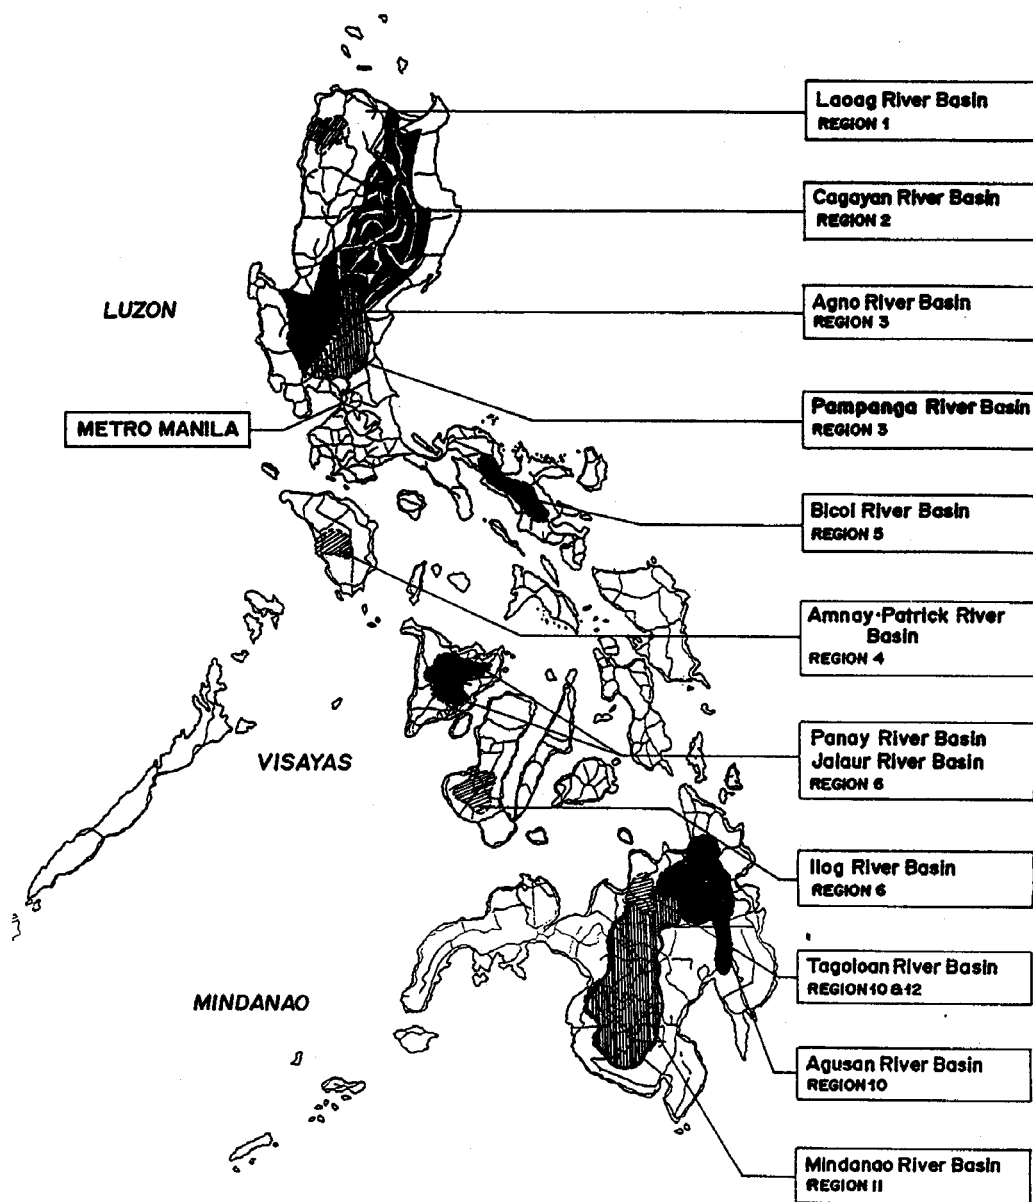 Laoag River Basin
REGION 1
Cagayan River Basin
REGION 2
LUZON
Agno River Basin
REGION 3
METRO MANILA
Pampanga River Basin
REGION 3
Bicol River Basin
REGION 5
Amnay-Patrick River
Basin
REGION 4
VISAYAS
Panay River Basin
Jalaur River Basin
REGION 6
Ilog River Basin
REGION 6
MINDANAO
Tagoloan River Basin
REGION 10 & 12
Agusan River Basin
REGION 10
Mindanao River Basin
REGION 11